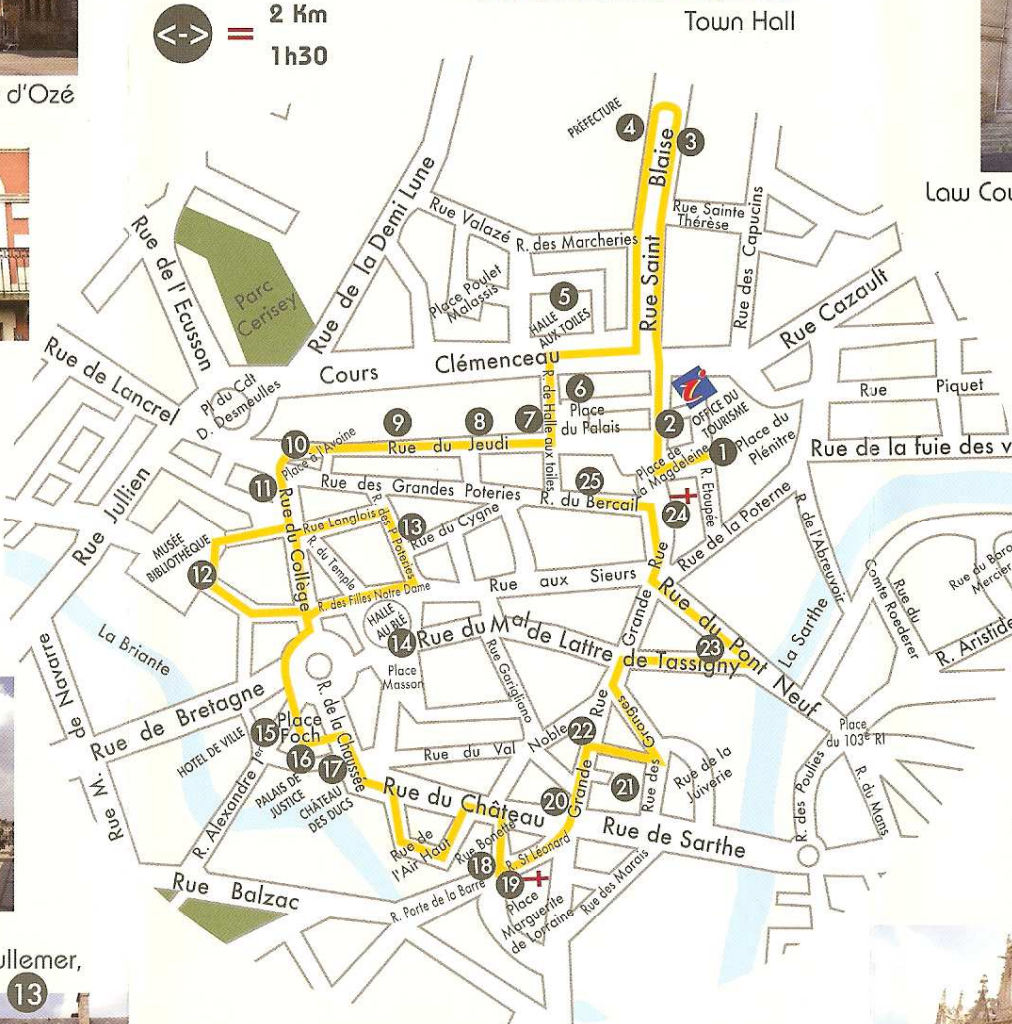 <-> = 2 Km
1h30
Town Hall
d'Ozé
Law Cou
ullemer,
13
PRÉFECTURE
4
3
Rue Saint Blaise
Rue Sainte
Thérèse
Rue des Capucins
Rue de la Demi Lune
Rue Valazé
R. des Marcheries
Rue de l'Ecusson
Parc
Cerisey
Place Poulet
Malassis
5
HALLE
AUX TOILES
Rue Cazault
Rue de Lancrel
Pl. du Cdt
D. Desmeulles
Cours Clémenceau
R. de Halle aux toiles
6
Place
du Palais
i
OFFICE DU
TOURISME
2
Rue Piquet
7
8
9
Rue du Jeudi
10
Place à l'Avoine
11
Place de
la Magdeleine
1
Place du
Plénitre
Rue de la fuie des v
Rue Jullien
Rue des Grandes Poteries
R. du Bercail
25
24
R. Etoupée
Rue de la Poterne
R. de l'Abreuvoir
Rue du Collège
Rue Langlois
R. des P. Poteries
13
Rue du Cygne
R. du Temple
MUSÉE
BIBLIOTHÈQUE
12
R. des Filles Notre Dame
Rue aux Sieurs
HALLE
AU BLÉ
14
Place
Masson
Rue du Mal de Lattre de Tassigny
Grande Rue
Rue du Pont Neuf
23
La Sarthe
Comte Roederer
Rue du
Rue du Baro
Mercier
R. Aristide
La Briante
Rue M. de Navarre
Rue de Bretagne
R. de la Chaussée
Rue Garigliano
15
HOTEL DE VILLE
Place
Foch
16
PALAIS DE
JUSTICE
17
CHÂTEAU
DES DUCS
R. Alexandre 1er
Rue du Val Noble
22
Grande Rue
Rue des Granges
21
Rue de la
Juiverie
Place
du 103e RI
R. des Poulies
R. du Mans
Rue du Château
20
Rue de Sarthe
Rue de
l'Air Haut
Rue Bonette
18
R. St Léonard
19
R. Porte de la Barre
Place
Marguerite
de Lorraine
Rue des Marais
Rue Balzac